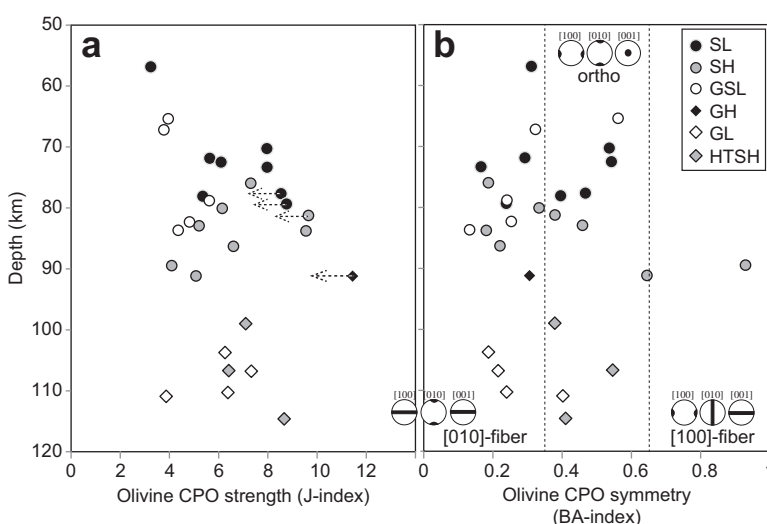 a
b
50
60
70
80
90
100
110
120
Depth (km)
0 2 4 6 8 10 12
Olivine CPO strength (J-index)
[100] [010] [001]
ortho
SL
SH
GSL
GH
GL
HTSH
[100] [010] [001]
[010]-fiber
[100] [010] [001]
[100]-fiber
0 0.2 0.4 0.6 0.8 1
Olivine CPO symmetry
(BA-index)